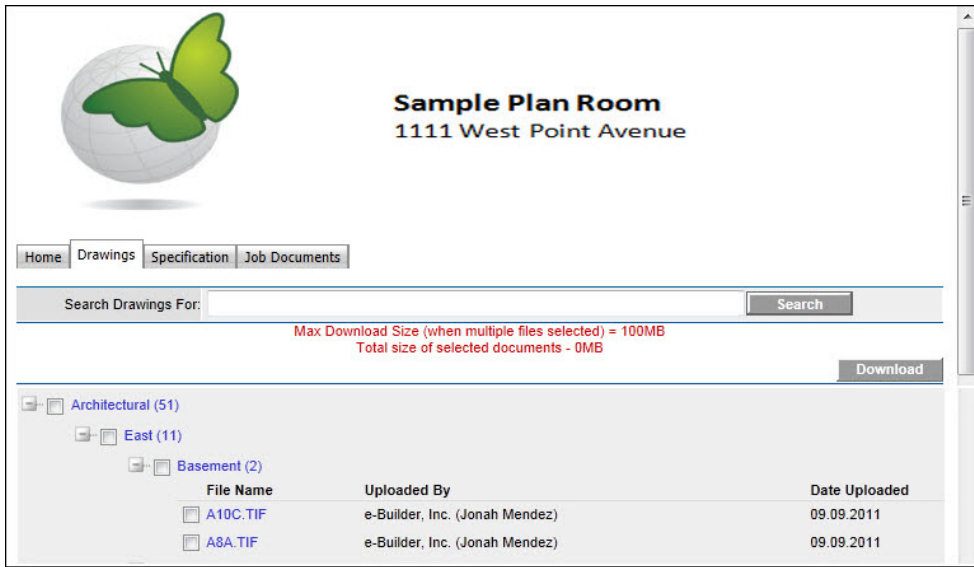 Sample Plan Room
1111 West Point Avenue
Home Drawings Specification Job Documents
Search Drawings For: Search
Max Download Size (when multiple files selected) = 100MB
Total size of selected documents - 0MB
Download
Architectural (51)
East (11)
Basement (2)
File Name Uploaded By Date Uploaded
A10C.TIF e-Builder, Inc. (Jonah Mendez) 09.09.2011
A8A.TIF e-Builder, Inc. (Jonah Mendez) 09.09.2011